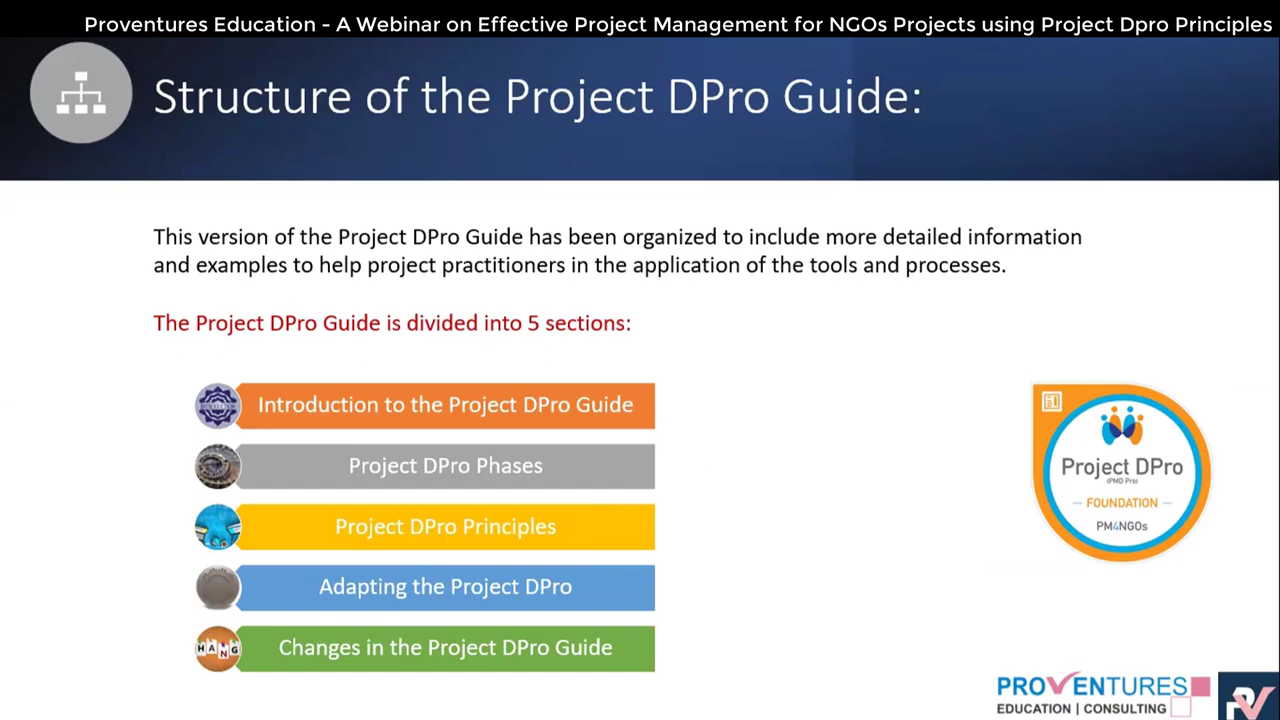 Proventures Education - A Webinar on Effective Project Management for NGOs Projects using Project Dpro Principles
Structure of the Project DPro Guide:
This version of the Project DPro Guide has been organized to include more detailed information
and examples to help project practitioners in the application of the tools and processes.
The Project DPro Guide is divided into 5 sections:
Introduction to the Project DPro Guide
Project DPro Phases
Project DPro Principles
Adapting the Project DPro
HANG
Changes in the Project DPro Guide
Project DPro
(PMD Pro)
FOUNDATION
PM4NGOs
PROVENTURES
EDUCATION | CONSULTING
PV